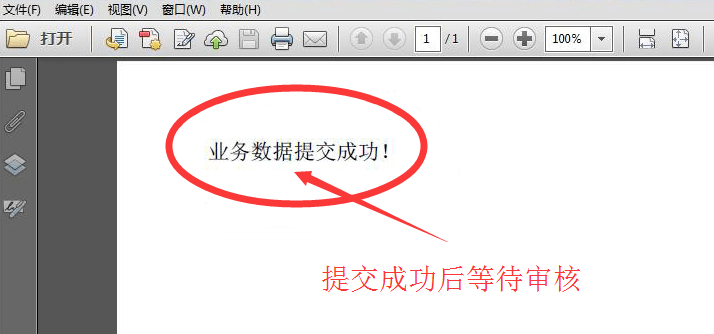 文件(F) 编辑(E) 视图(V) 窗口(W) 帮助(H)
打开 1 / 1 100%
业务数据提交成功！
提交成功后等待审核